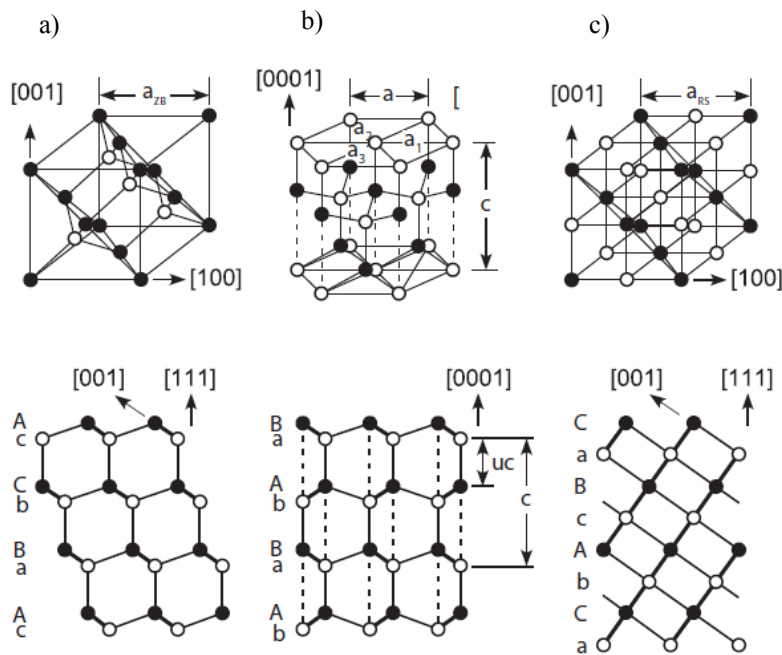 a) b) c)
[001] a_ZB [0001] a [ [001] a_RS
a_2 a_1
a_3
c
[100] [100]
[001] [111] [0001] [001] [111]
A B C
c a a
C uc B
b A c
b c
B B A
a a b
A A C
c b a